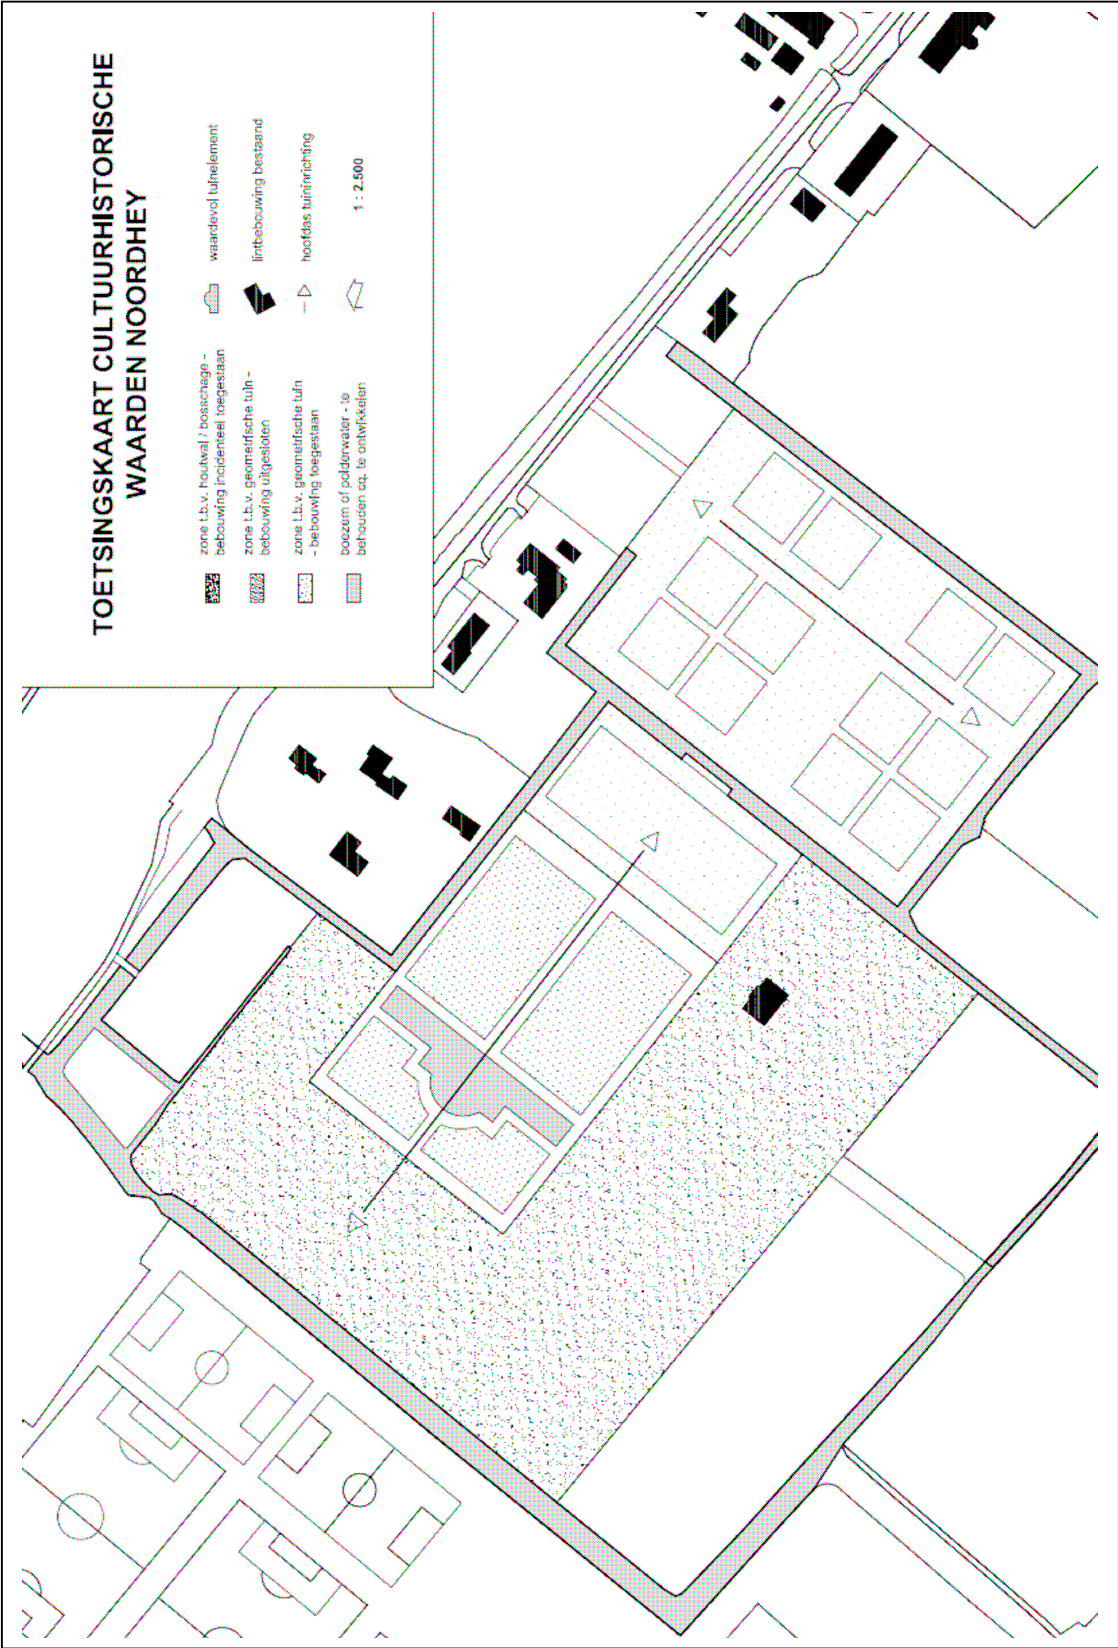 TOETSINGSKAART CULTUURHISTORISCHE
WAARDEN NOORDHEY
zone t.b.v. houtwal / bosschage -
bebouwing incidenteel toegestaan
zone t.b.v. geometrische tuin -
bebouwing uitgesloten
zone t.b.v. geometrische tuin
- bebouwing toegestaan
boezem of polderwater - te
behouden cq. te ontwikkelen
waardevol tuinelement
lintbebouwing bestaand
hoofdas tuininrichting
1 : 2.500